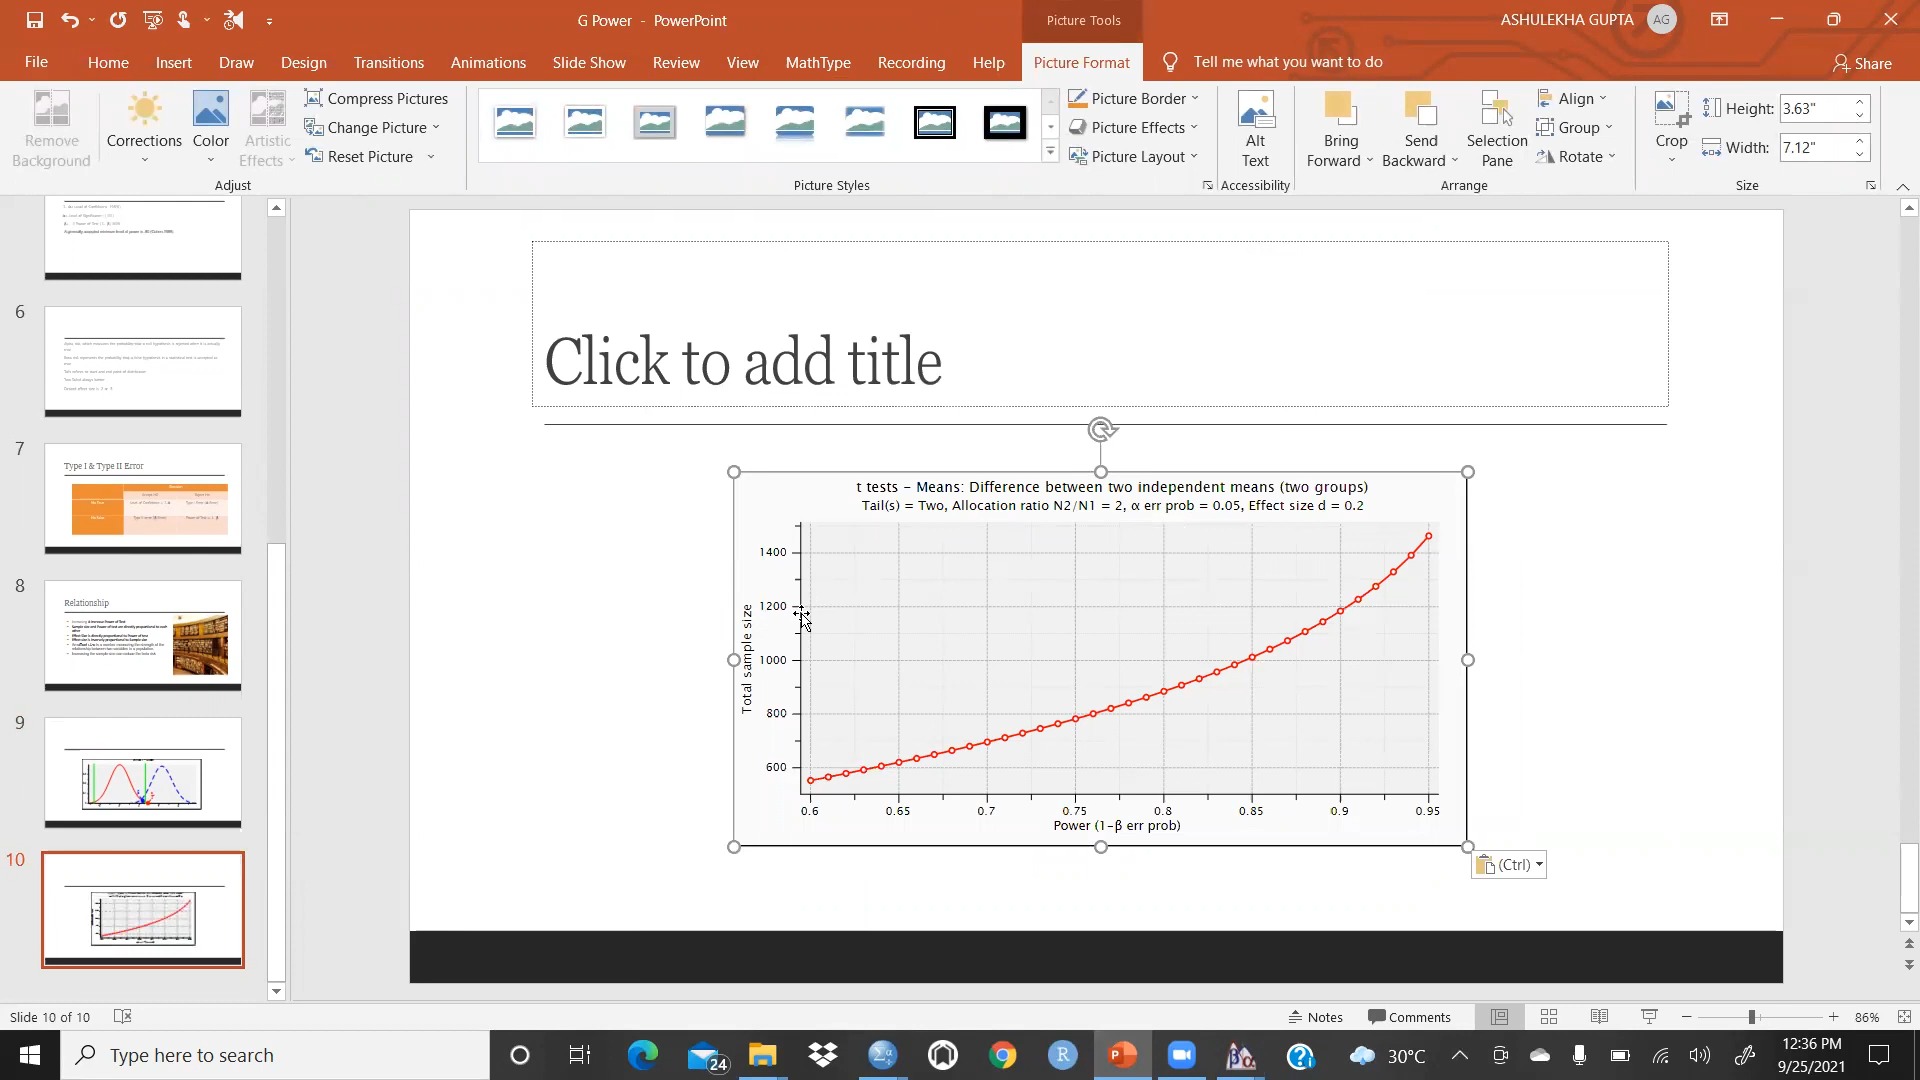 G Power - PowerPoint
Picture Tools
ASHULEKHA GUPTA
AG
File
Home
Insert
Draw
Design
Transitions
Animations
Slide Show
Review
View
MathType
Recording
Help
Picture Format
Tell me what you want to do
Share
Remove Background
Corrections
Color
Artistic Effects
Compress Pictures
Change Picture
Reset Picture
Adjust
Picture Styles
Picture Border
Picture Effects
Picture Layout
Alt Text
Accessibility
Bring Forward
Send Backward
Selection Pane
Align
Group
Rotate
Arrange
Crop
Height: 3.63"
Width: 7.12"
Size
6
7
Type I & Type II Error
8
Relationship
9
10
Click to add title
t tests - Means: Difference between two independent means (two groups)
Tail(s) = Two, Allocation ratio N2/N1 = 2, α err prob = 0.05, Effect size d = 0.2
Total sample size
1400
1200
1000
800
600
0.6 0.65 0.7 0.75 0.8 0.85 0.9 0.95
Power (1-β err prob)
(Ctrl)
Slide 10 of 10
Notes
Comments
86%
Type here to search
24
30°C
12:36 PM
9/25/2021